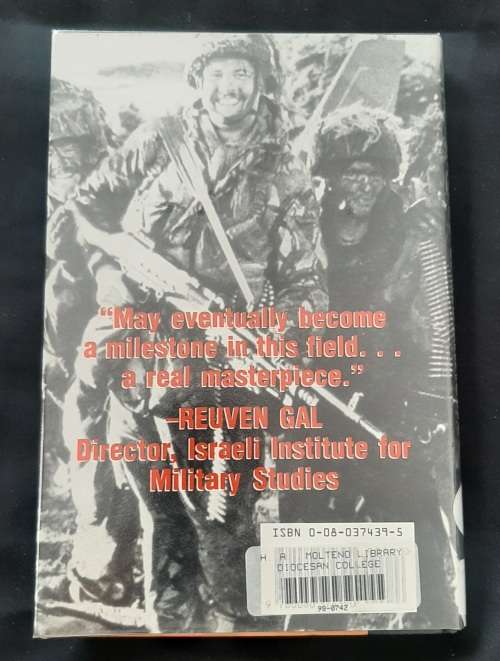 “May eventually become
a milestone in this field. . .
a real masterpiece.”
–REUVEN GAL
Director, Israeli Institute for
Military Studies
ISBN 0-08-037439-5
H A MOLTENO LIBRARY
DIOCESAN COLLEGE
90-0742